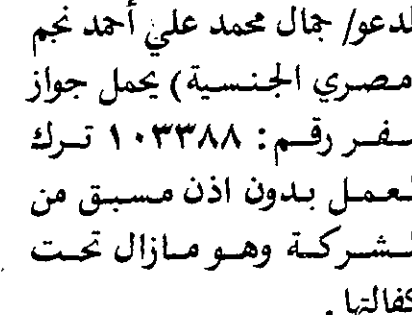 لدعو/ جمال محمد علي أحمد نجم
مصري الجنسية) يحمل جواز
سفر رقم: ١٠٣٣٨٨ ترك
لعمل بدون اذن مسبق من
لشركة وهو مازال تحت
كفالتها.